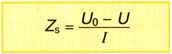 Zs = U0 − U / I